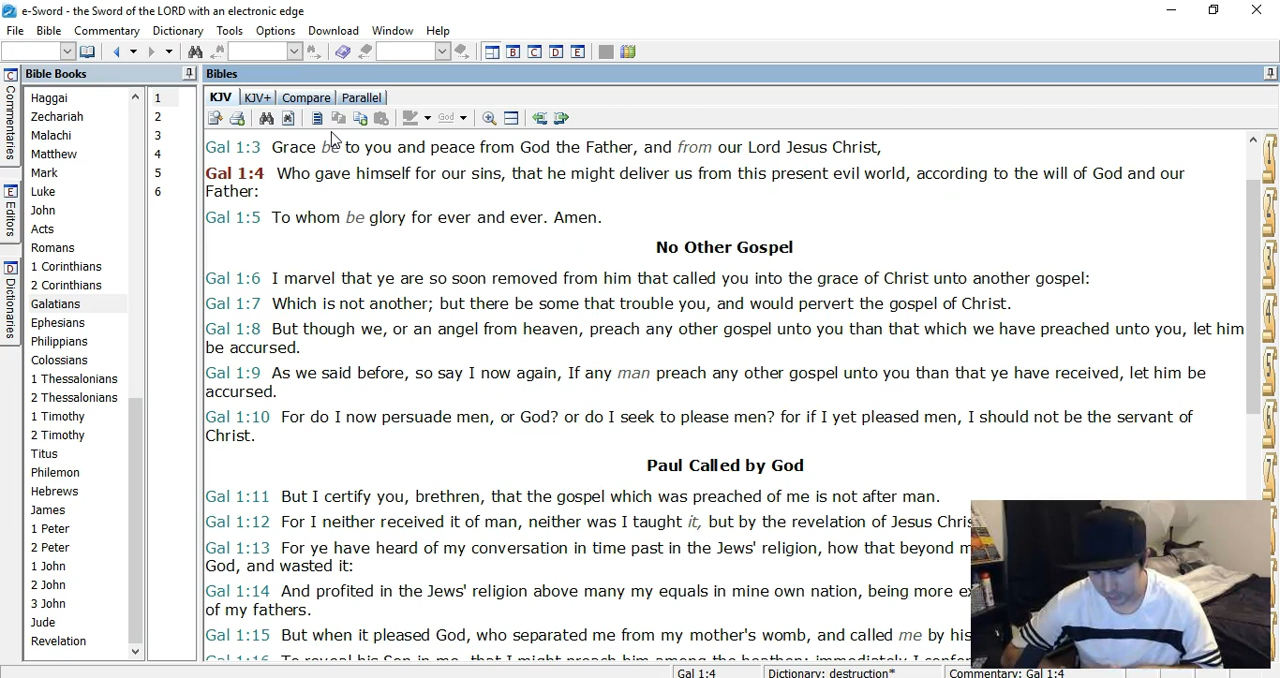 e-Sword - the Sword of the LORD with an electronic edge
File Bible Commentary Dictionary Tools Options Download Window Help
B C D E
C Commentaries
E Editors
D Dictionaries
Bible Books
Haggai
Zechariah
Malachi
Matthew
Mark
Luke
John
Acts
Romans
1 Corinthians
2 Corinthians
Galatians
Ephesians
Philippians
Colossians
1 Thessalonians
2 Thessalonians
1 Timothy
2 Timothy
Titus
Philemon
Hebrews
James
1 Peter
2 Peter
1 John
2 John
3 John
Jude
Revelation
1
2
3
4
5
6
Bibles
KJV KJV+ Compare Parallel
God
Gal 1:3 Grace be to you and peace from God the Father, and from our Lord Jesus Christ,
Gal 1:4 Who gave himself for our sins, that he might deliver us from this present evil world, according to the will of God and our
Father:
Gal 1:5 To whom be glory for ever and ever. Amen.
No Other Gospel
Gal 1:6 I marvel that ye are so soon removed from him that called you into the grace of Christ unto another gospel:
Gal 1:7 Which is not another; but there be some that trouble you, and would pervert the gospel of Christ.
Gal 1:8 But though we, or an angel from heaven, preach any other gospel unto you than that which we have preached unto you, let him
be accursed.
Gal 1:9 As we said before, so say I now again, If any man preach any other gospel unto you than that ye have received, let him be
accursed.
Gal 1:10 For do I now persuade men, or God? or do I seek to please men? for if I yet pleased men, I should not be the servant of
Christ.
Paul Called by God
Gal 1:11 But I certify you, brethren, that the gospel which was preached of me is not after man.
Gal 1:12 For I neither received it of man, neither was I taught it, but by the revelation of Jesus Chris
Gal 1:13 For ye have heard of my conversation in time past in the Jews' religion, how that beyond m
God, and wasted it:
Gal 1:14 And profited in the Jews' religion above many my equals in mine own nation, being more ex
of my fathers.
Gal 1:15 But when it pleased God, who separated me from my mother's womb, and called me by his
1
2
3
4
5
6
7
Gal 1:4 Dictionary: destruction* Commentary: Gal 1:4